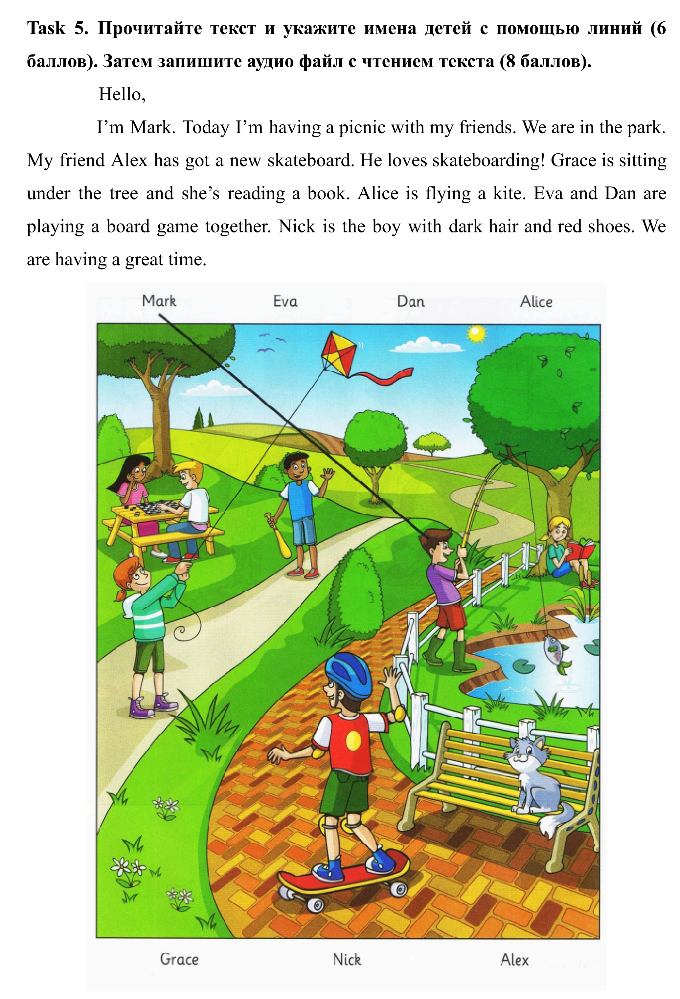 Task 5. Прочитайте текст и укажите имена детей с помощью линий (6
баллов). Затем запишите аудио файл с чтением текста (8 баллов).
Hello,
I’m Mark. Today I’m having a picnic with my friends. We are in the park.
My friend Alex has got a new skateboard. He loves skateboarding! Grace is sitting
under the tree and she’s reading a book. Alice is flying a kite. Eva and Dan are
playing a board game together. Nick is the boy with dark hair and red shoes. We
are having a great time.
Mark Eva Dan Alice
Grace Nick Alex